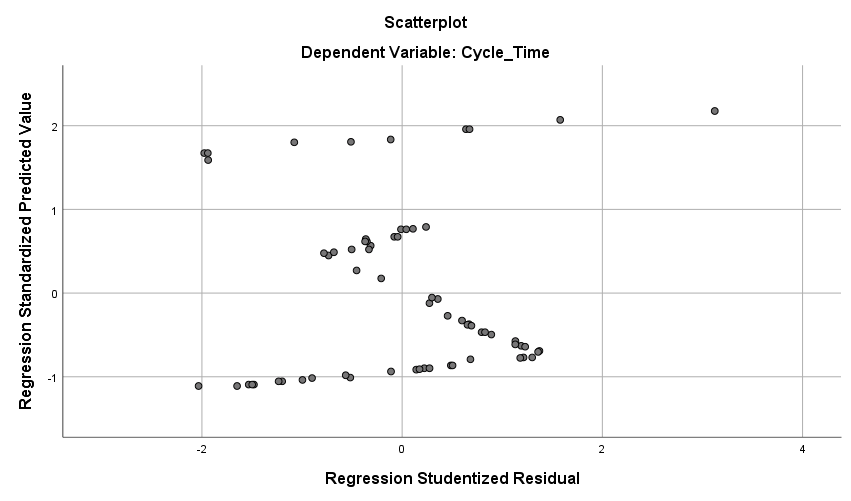 Scatterplot
Dependent Variable: Cycle_Time
Regression Standardized Predicted Value
2
1
0
-1
-2
0
2
4
Regression Studentized Residual